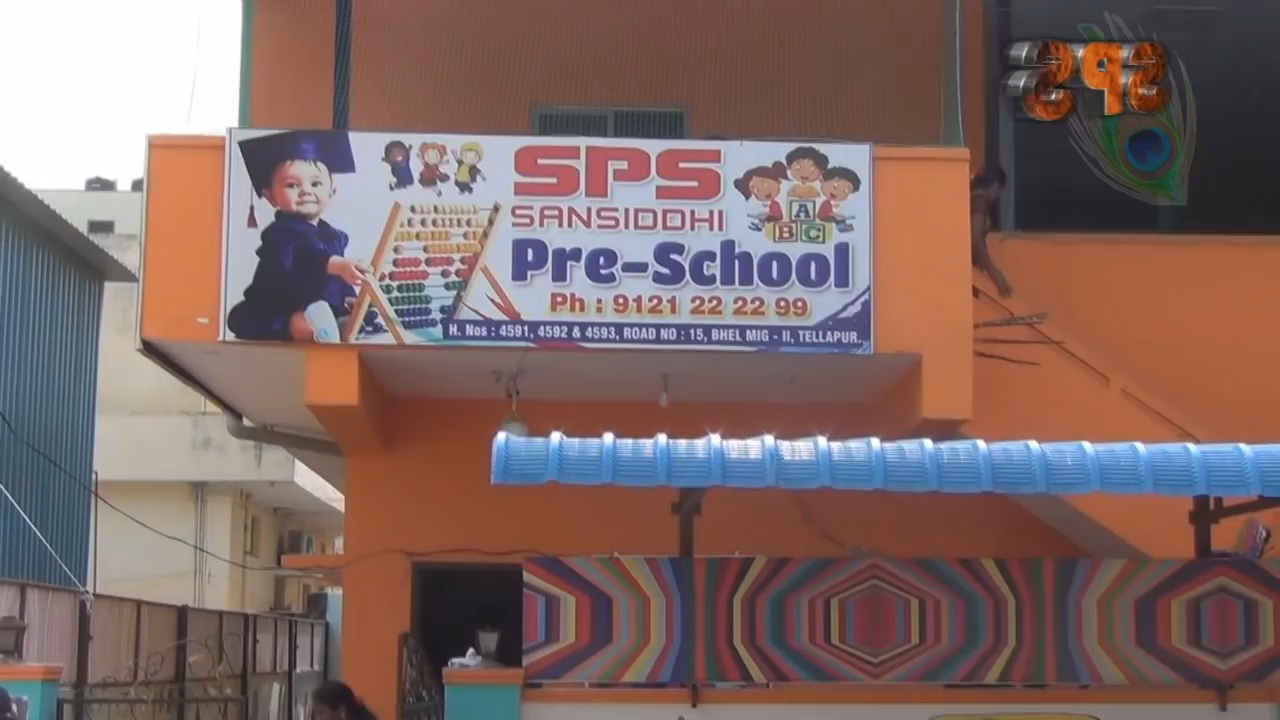 SPS
SANSIDDHI
A
B C
Pre-School
Ph : 9121 22 22 99
H. Nos : 4591, 4592 & 4593, ROAD NO : 15, BHEL MIG - II, TELLAPUR.